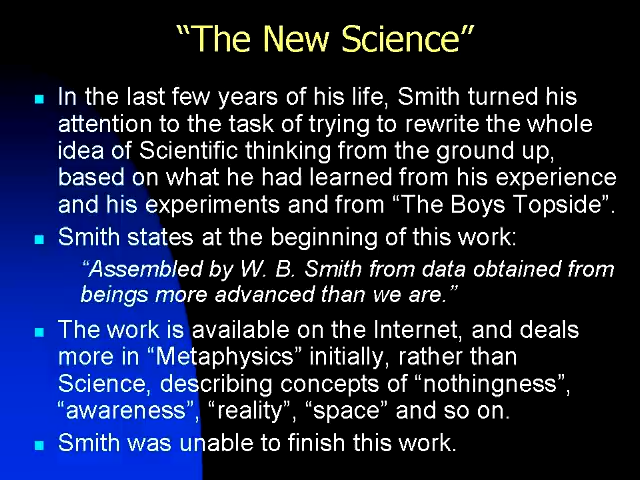 “The New Science”
In the last few years of his life, Smith turned his
attention to the task of trying to rewrite the whole
idea of Scientific thinking from the ground up,
based on what he had learned from his experience
and his experiments and from “The Boys Topside”.
Smith states at the beginning of this work:
“Assembled by W. B. Smith from data obtained from
beings more advanced than we are.”
The work is available on the Internet, and deals
more in “Metaphysics” initially, rather than
Science, describing concepts of “nothingness”,
“awareness”, “reality”, “space” and so on.
Smith was unable to finish this work.